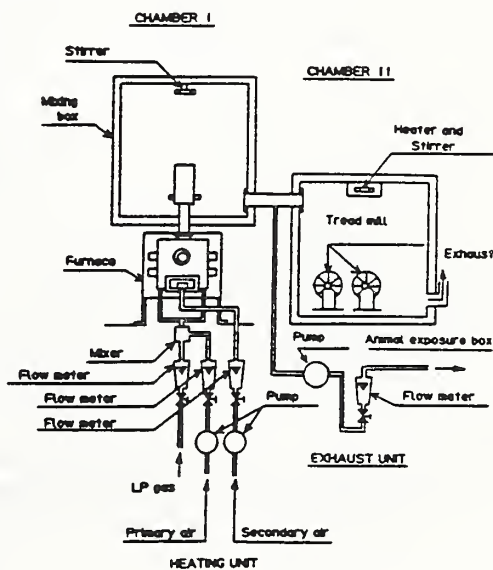 CHAMBER I
Stirrer
CHAMBER II
Mixing
box
Heater and
Stirrer
Tread mill
Exhaust
Furnace
Pump
Animal exposure box
Mixer
Flow meter
Flow meter
Pump
Flow meter
Flow meter
EXHAUST UNIT
LP gas
Primary air
Secondary air
HEATING UNIT